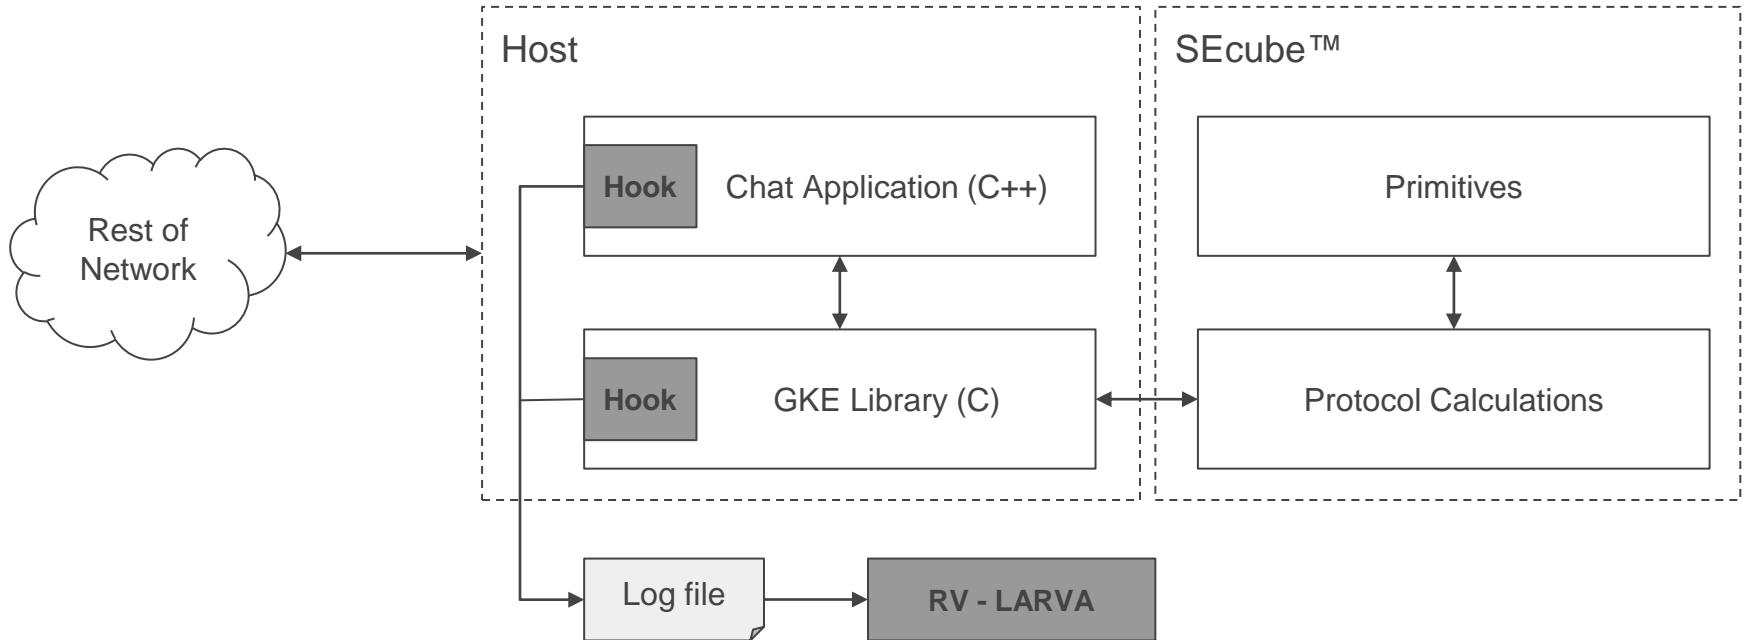 Host
SEcube™
Hook
Chat Application (C++)
Primitives
Rest of
Network
Hook
GKE Library (C)
Protocol Calculations
Log file
RV - LARVA